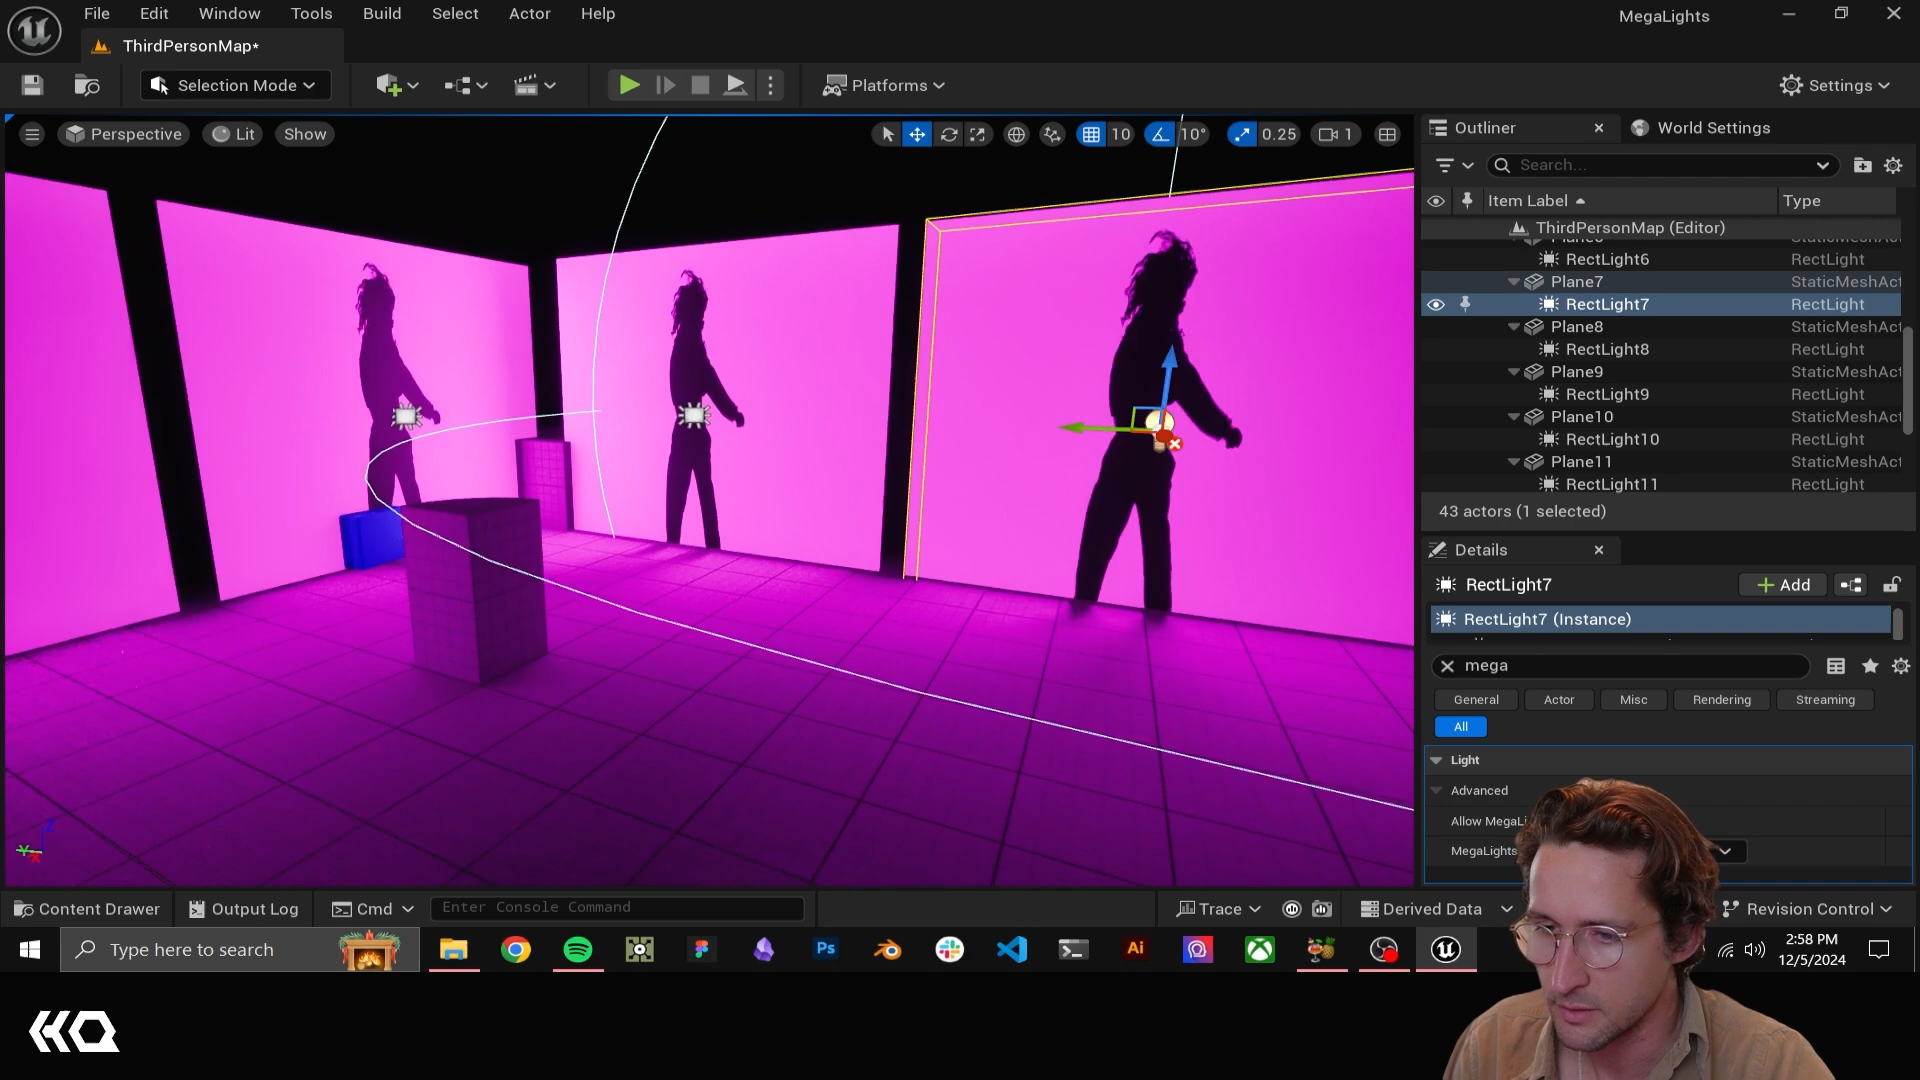 File Edit Window Tools Build Select Actor Help
MegaLights
ThirdPersonMap*
Selection Mode
Platforms
Settings
Perspective Lit Show
10 10° 0.25 1
Outliner
World Settings
Search...
Item Label Type
ThirdPersonMap (Editor)
RectLight6 RectLight
Plane7 StaticMeshAct
RectLight7 RectLight
Plane8 StaticMeshAct
RectLight8 RectLight
Plane9 StaticMeshAct
RectLight9 RectLight
Plane10 StaticMeshAct
RectLight10 RectLight
Plane11 StaticMeshAct
RectLight11 RectLight
43 actors (1 selected)
Details
RectLight7
Add
RectLight7 (Instance)
mega
General Actor Misc Rendering Streaming
All
Light
Advanced
Allow MegaLi
MegaLights
Z
Content Drawer Output Log Cmd Enter Console Command Trace Derived Data Revision Control
Type here to search
Ps
Ai
2:58 PM
12/5/2024
HQ